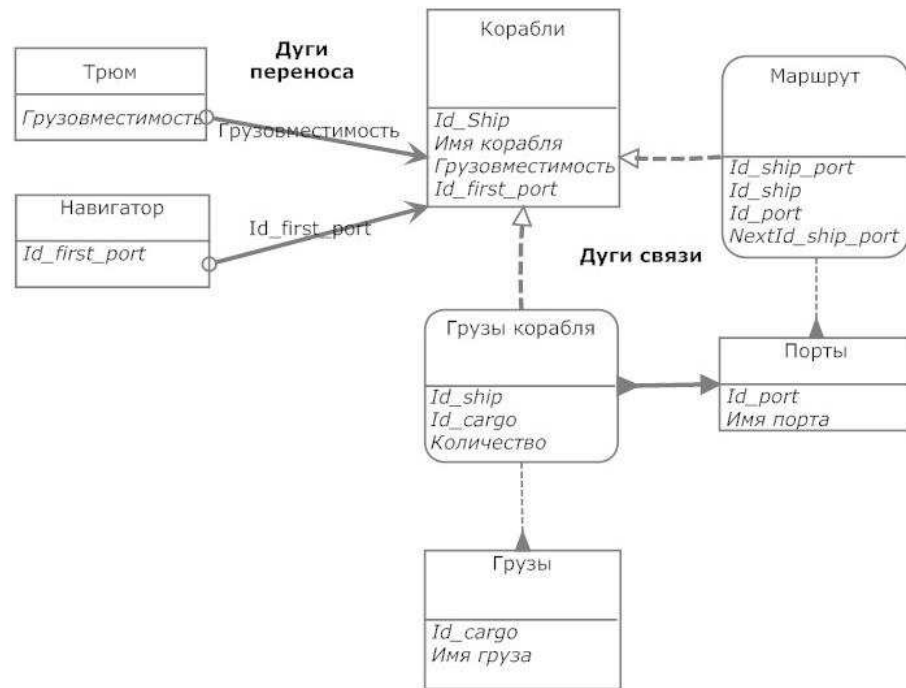 Трюм
Грузовместимость
Дуги
переноса
Грузовместимость
Корабли
Id_Ship
Имя корабля
Грузовместимость
Id_first_port
Маршрут
Id_ship_port
Id_ship
Id_port
NextId_ship_port
Навигатор
Id_first_port
Id_first_port
Дуги связи
Грузы корабля
Id_ship
Id_cargo
Количество
Порты
Id_port
Имя порта
Грузы
Id_cargo
Имя груза